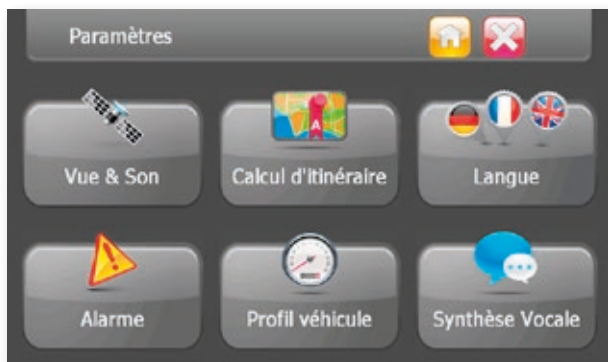 Paramètres
Vue & Son
Calcul d'itinéraire
Langue
Alarme
Profil véhicule
Synthèse Vocale